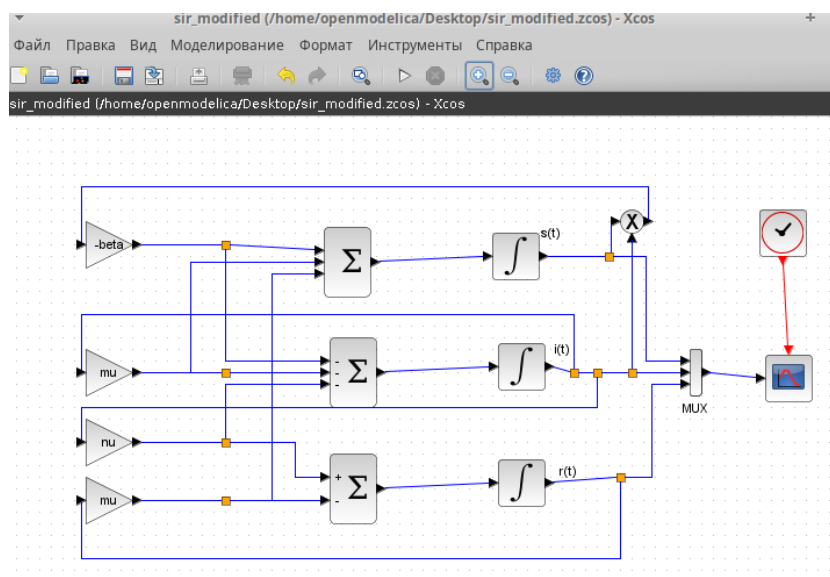 sir_modified (/home/openmodelica/Desktop/sir_modified.zcos) - Xcos
Файл Правка Вид Моделирование Формат Инструменты Справка
sir_modified (/home/openmodelica/Desktop/sir_modified.zcos) - Xcos
-beta
Σ
∫
s(t)
X
mu
-
-
-
Σ
∫
i(t)
MUX
nu
mu
+
-
Σ
∫
r(t)